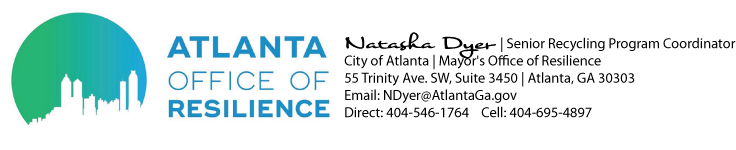 ATLANTA
OFFICE OF
RESILIENCE
Natasha Dyer | Senior Recycling Program Coordinator
City of Atlanta | Mayor's Office of Resilience
55 Trinity Ave. SW, Suite 3450 | Atlanta, GA 30303
Email: NDyer@AtlantaGa.gov
Direct: 404-546-1764 Cell: 404-695-4897